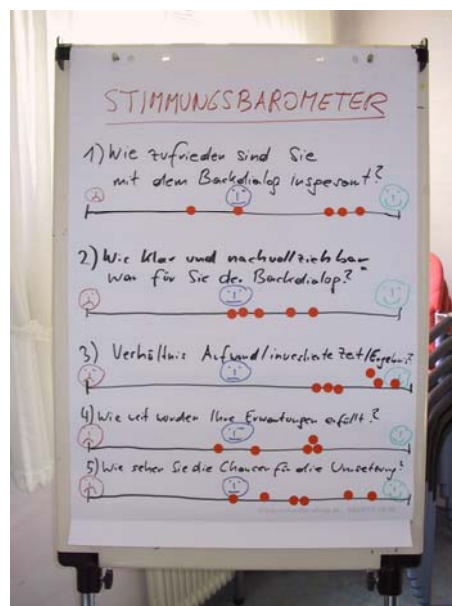 STIMMUNGSBAROMETER
1) Wie zufrieden sind Sie
mit dem Backdialog insgesamt?
2) Wie klar und nachvollziehbar
war für Sie der Backdialog?
3) Verhältnis Aufwand/investierte Zeit/Ergebnis?
4) Wie weit wurden Ihre Erwartungen erfüllt?
5) Wie sehen Sie die Chancen für die Umsetzung?